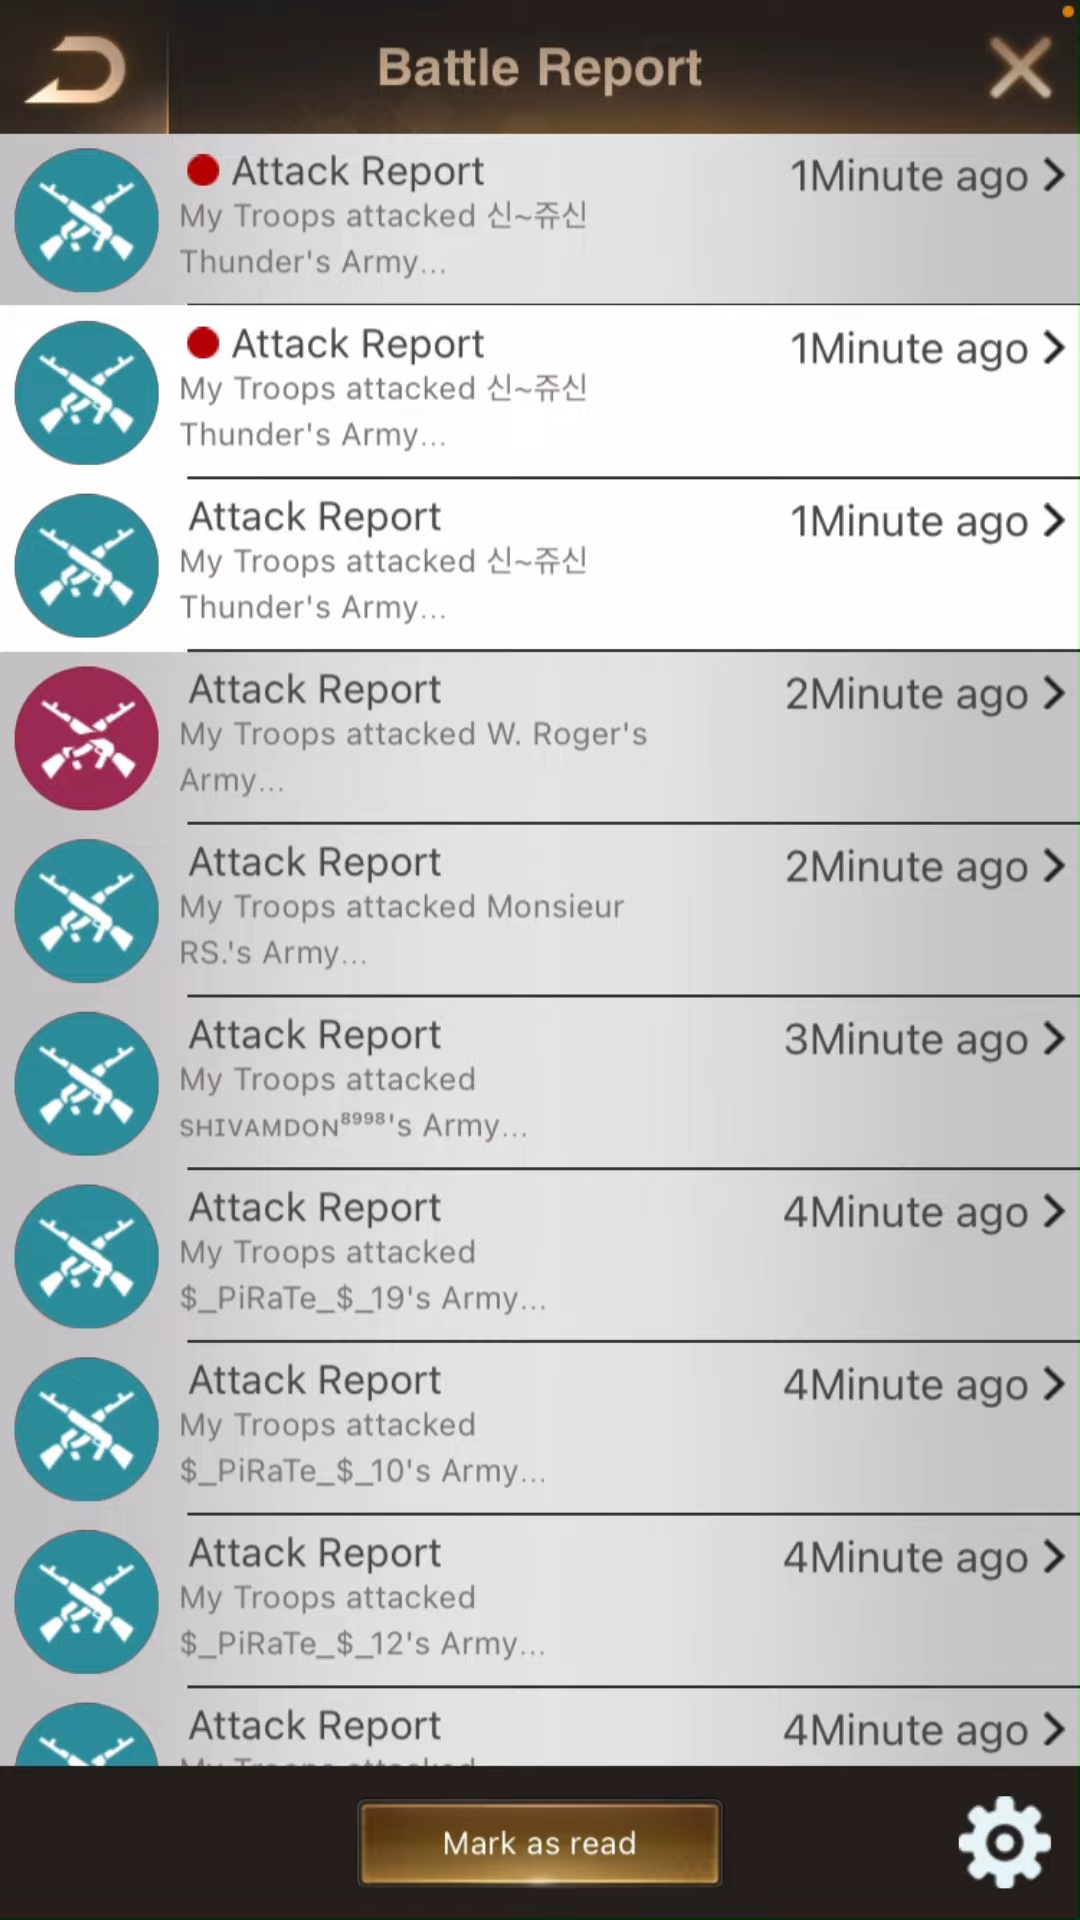 Battle Report
Attack Report
1Minute ago
My Troops attacked 신~쥬신
Thunder's Army...
Attack Report
1Minute ago
My Troops attacked 신~쥬신
Thunder's Army...
Attack Report
1Minute ago
My Troops attacked 신~쥬신
Thunder's Army...
Attack Report
2Minute ago
My Troops attacked W. Roger's
Army...
Attack Report
2Minute ago
My Troops attacked Monsieur
RS.'s Army...
Attack Report
3Minute ago
My Troops attacked
ꜱʜɪᴠᴀᴍᴅᴏɴ⁸⁹⁹⁸'s Army...
Attack Report
4Minute ago
My Troops attacked
$_PiRaTe_$_19's Army...
Attack Report
4Minute ago
My Troops attacked
$_PiRaTe_$_10's Army...
Attack Report
4Minute ago
My Troops attacked
$_PiRaTe_$_12's Army...
Attack Report
4Minute ago
My Troops attacked
Mark as read